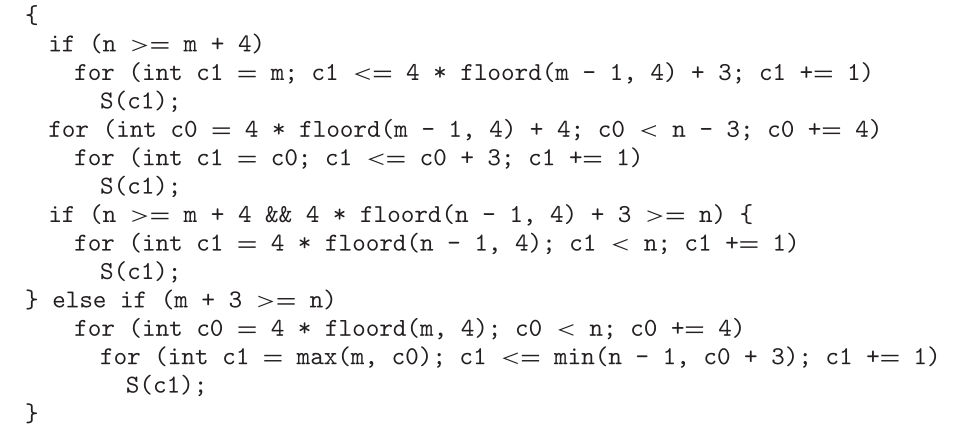 {
  if (n >= m + 4)
    for (int c1 = m; c1 <= 4 * floord(m - 1, 4) + 3; c1 += 1)
      S(c1);
  for (int c0 = 4 * floord(m - 1, 4) + 4; c0 < n - 3; c0 += 4)
    for (int c1 = c0; c1 <= c0 + 3; c1 += 1)
      S(c1);
  if (n >= m + 4 && 4 * floord(n - 1, 4) + 3 >= n) {
    for (int c1 = 4 * floord(n - 1, 4); c1 < n; c1 += 1)
      S(c1);
} else if (m + 3 >= n)
    for (int c0 = 4 * floord(m, 4); c0 < n; c0 += 4)
      for (int c1 = max(m, c0); c1 <= min(n - 1, c0 + 3); c1 += 1)
        S(c1);
}